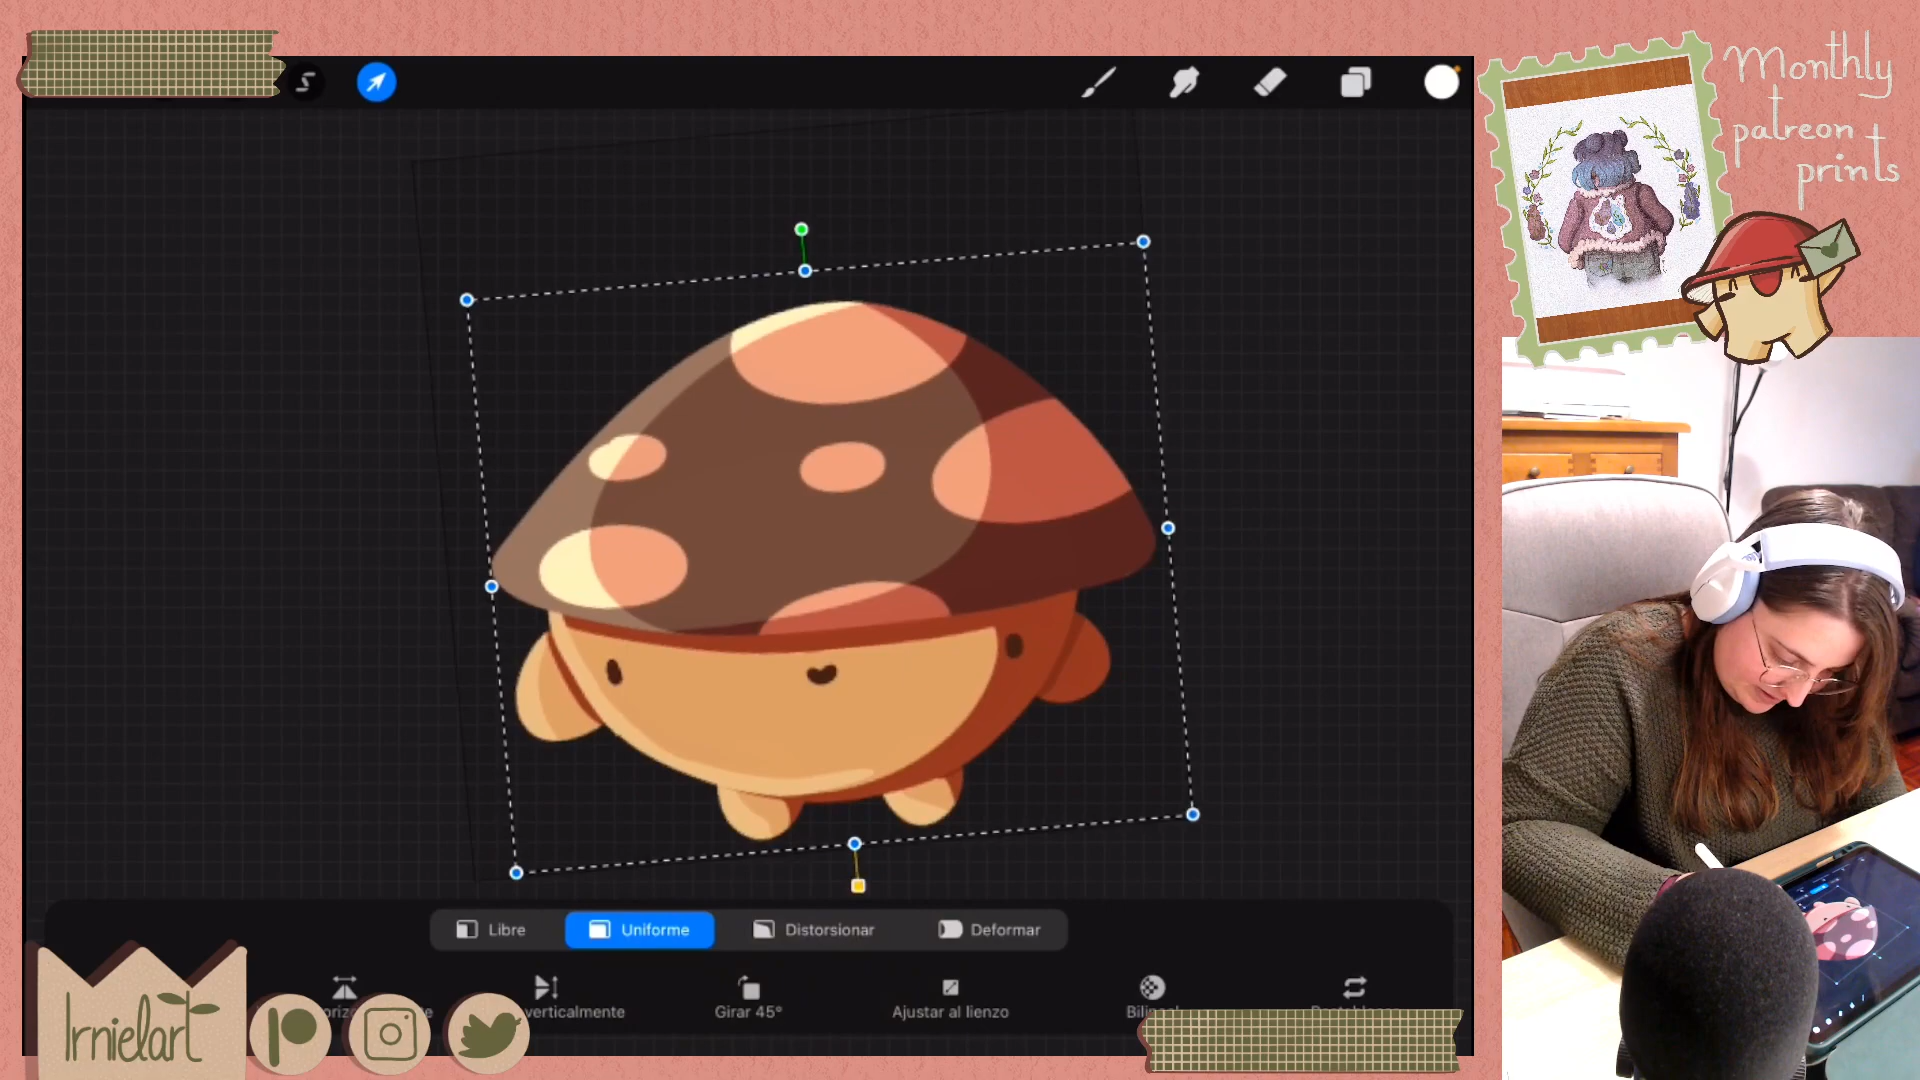 Monthly
patreon
prints
Libre
Uniforme
Distorsionar
Deformar
verticalmente
Girar 45°
Ajustar al lienzo
Irnielart